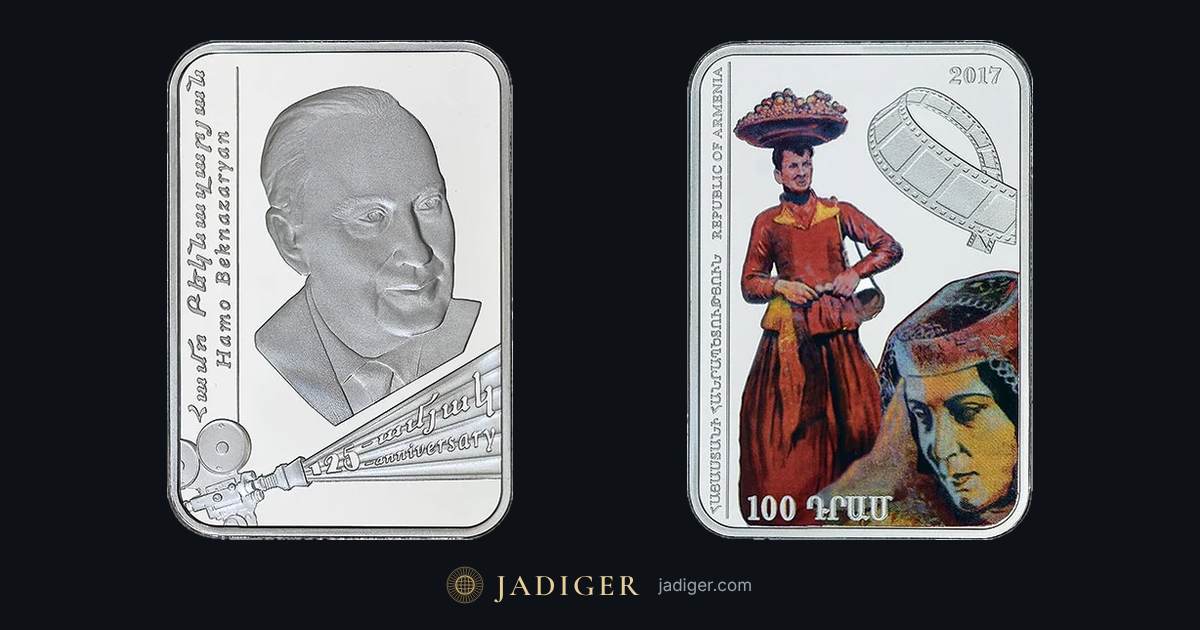 Համո Բեկնազարյան
Hamo Beknazaryan
125-ամյակ
125-anniversary
2017
ՀԱՅԱՍՏԱՆԻ ՀԱՆՐԱՊԵՏՈՒԹՅՈՒՆ REPUBLIC OF ARMENIA
100 ԴՐԱՄ
JADIGER jadiger.com